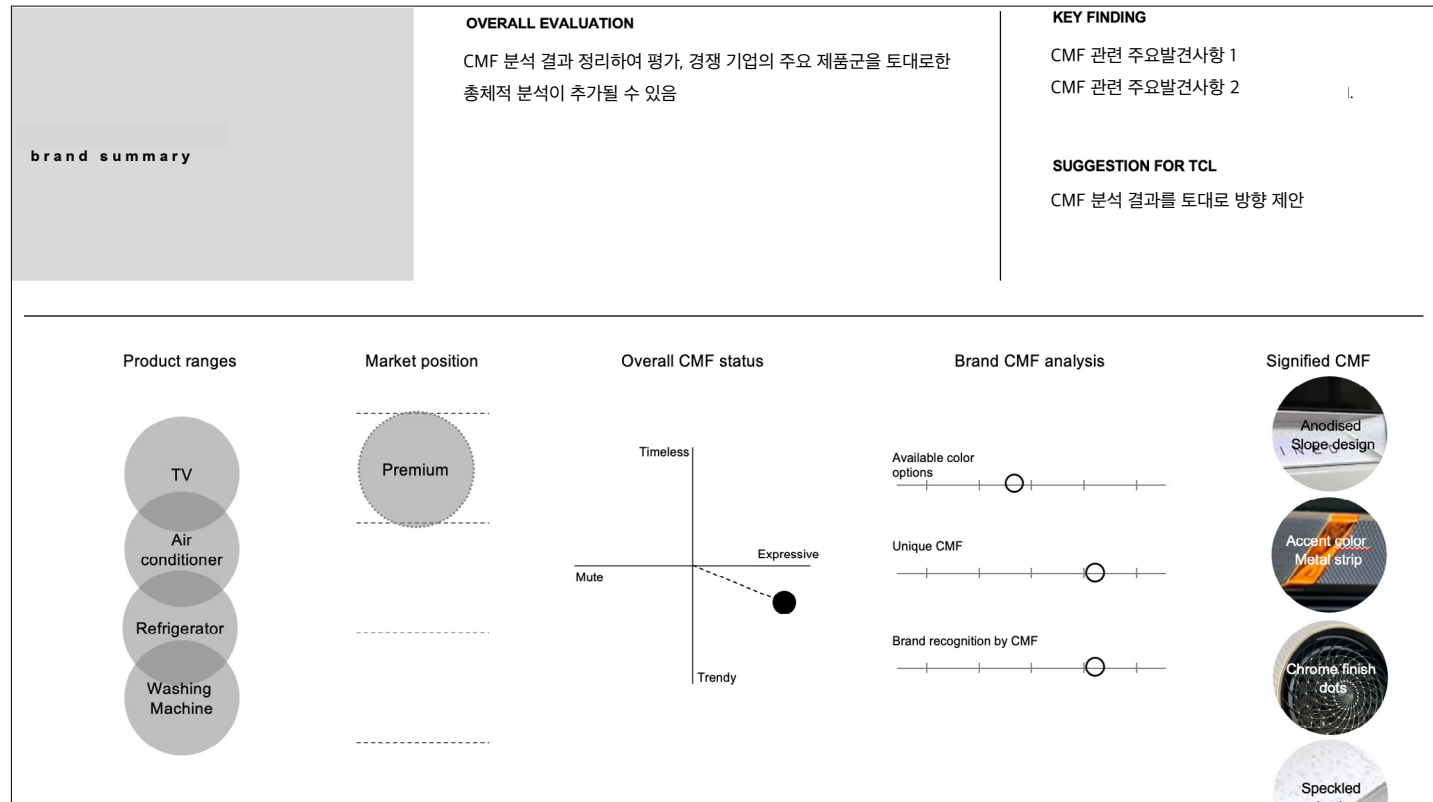 brand summary
OVERALL EVALUATION
CMF 분석 결과 정리하여 평가, 경쟁 기업의 주요 제품군을 토대로한
총체적 분석이 추가될 수 있음
KEY FINDING
CMF 관련 주요발견사항 1
CMF 관련 주요발견사항 2
SUGGESTION FOR TCL
CMF 분석 결과를 토대로 방향 제안
Product ranges
TV
Air
conditioner
Refrigerator
Washing
Machine
Market position
Premium
Overall CMF status
Timeless
Expressive
Mute
Trendy
Brand CMF analysis
Available color
options
Unique CMF
Brand recognition by CMF
Signified CMF
Anodised
Slope design
Accent color
Metal strip
Chrome finish
dots
Speckled